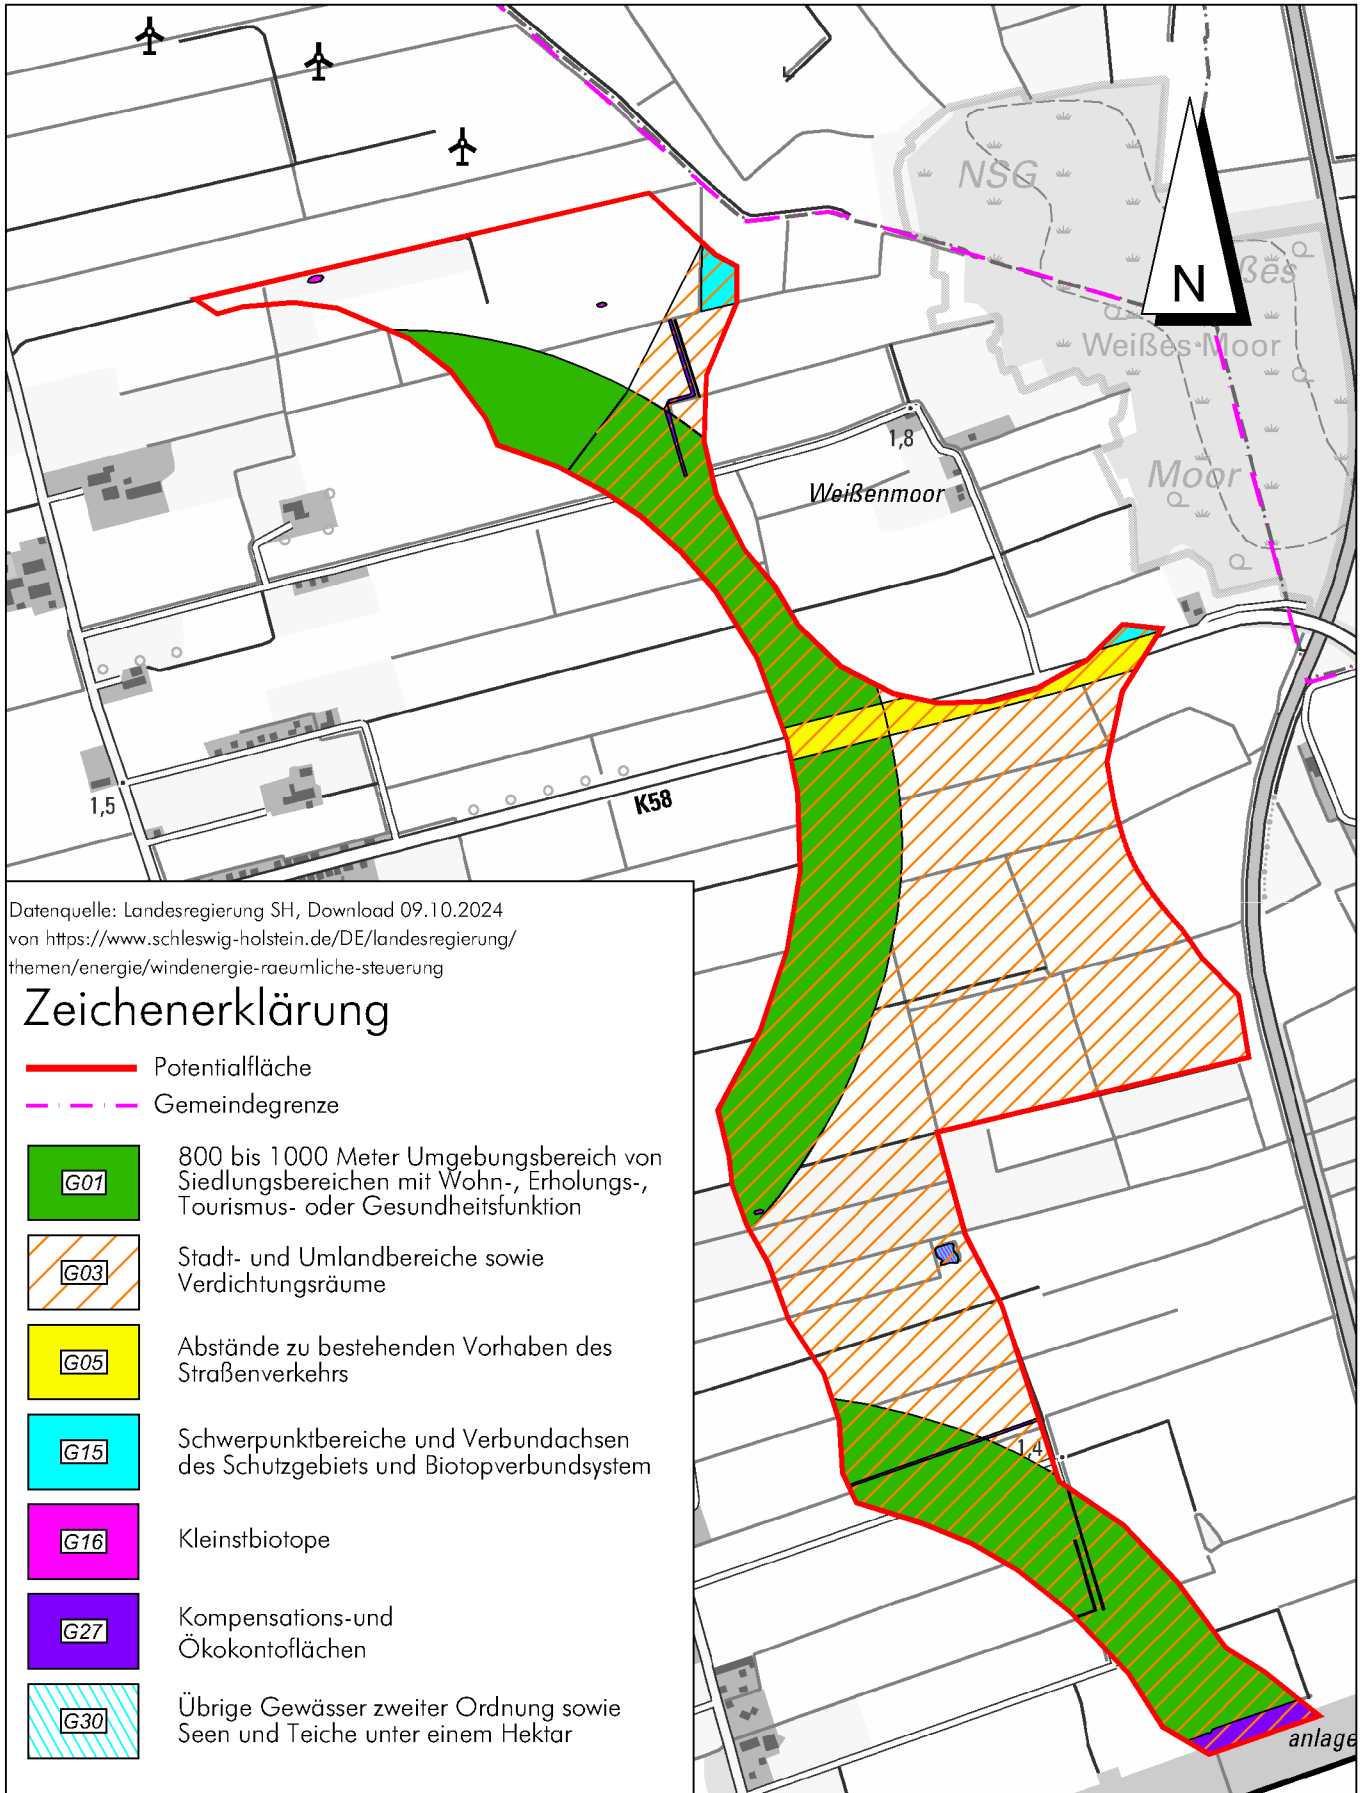 NSG
N
ßes
Weißes Moor
1,8
Moor
Weißenmoor
1,5
K58
Datenquelle: Landesregierung SH, Download 09.10.2024
von https://www.schleswig-holstein.de/DE/landesregierung/
themen/energie/windenergie-raeumliche-steuerung
Zeichenerklärung
Potentialfläche
Gemeindegrenze
G01
800 bis 1000 Meter Umgebungsbereich von
Siedlungsbereichen mit Wohn-, Erholungs-,
Tourismus- oder Gesundheitsfunktion
G03
Stadt- und Umlandbereiche sowie
Verdichtungsräume
G05
Abstände zu bestehenden Vorhaben des
Straßenverkehrs
G15
Schwerpunktbereiche und Verbundachsen
des Schutzgebiets und Biotopverbundsystem
G16
Kleinstbiotope
G27
Kompensations-und
Ökokontoflächen
G30
Übrige Gewässer zweiter Ordnung sowie
Seen und Teiche unter einem Hektar
1,4
anlage